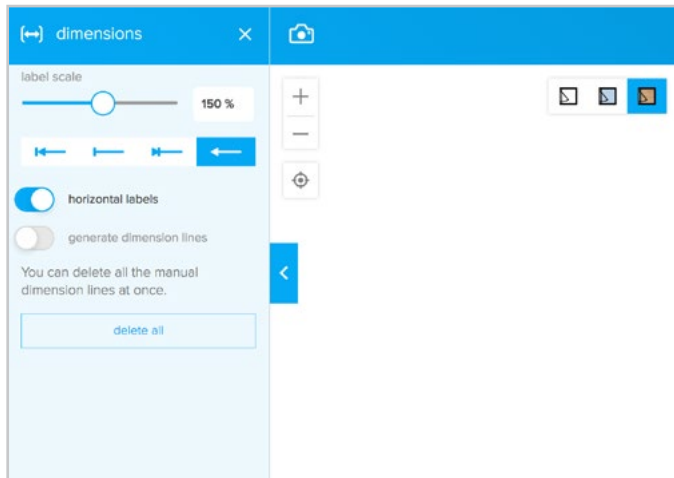 dimensions
label scale
150 %
horizontal labels
generate dimension lines
You can delete all the manual
dimension lines at once.
delete all